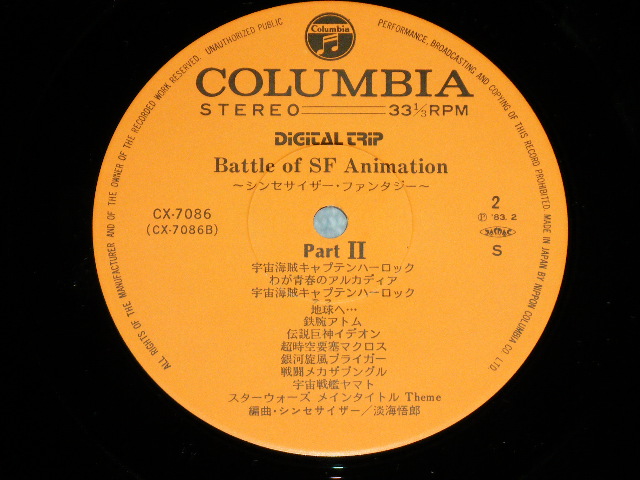 ALL RIGHTS OF THE MANUFACTURER AND OF THE OWNER OF THE RECORDED WORK RESERVED. UNAUTHORIZED PUBLIC PERFORMANCE, BROADCASTING AND COPYING OF THIS RECORD PROHIBITED MADE IN JAPAN BY NIPPON COLUMBIA CO. LTD.
Columbia
COLUMBIA
STEREO 33⅓RPM
DIGITAL TRIP
Battle of SF Animation
～シンセサイザー・ファンタジー～
CX-7086
(CX-7086B)
2
Ⓟ '83. 2
S
Part II
宇宙海賊キャプテンハーロック
わが青春のアルカディア
宇宙海賊キャプテンハーロック
地球へ…
鉄腕アトム
伝説巨神イデオン
超時空要塞マクロス
銀河旋風ブライガー
戦闘メカザブングル
宇宙戦艦ヤマト
スターウォーズ メインタイトル Theme
編曲・シンセサイザー／淡海悟郎